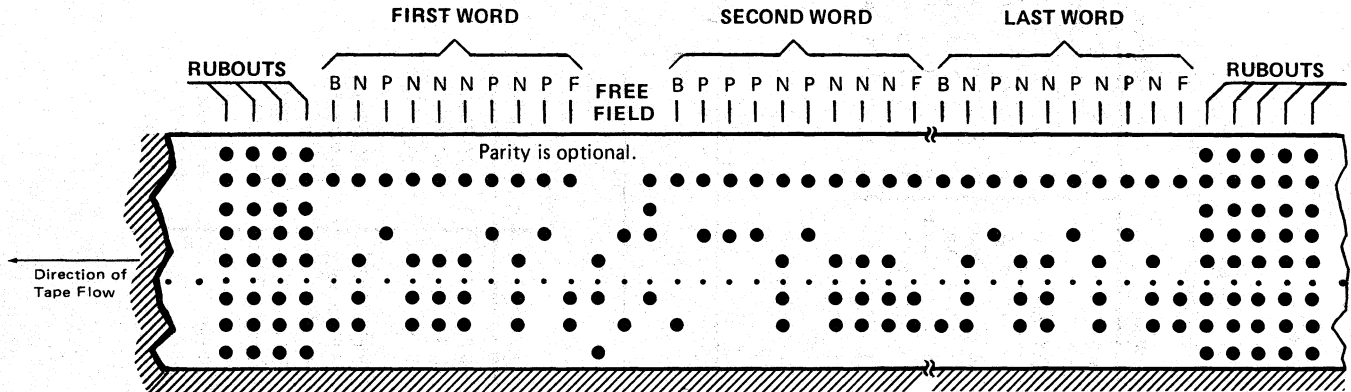 FIRST WORD
SECOND WORD
LAST WORD
RUBOUTS
B N P N N N P N P F
FREE
FIELD
B P P P N P N N N F
B N P N N P N P N F
RUBOUTS
Parity is optional.
Direction of
Tape Flow